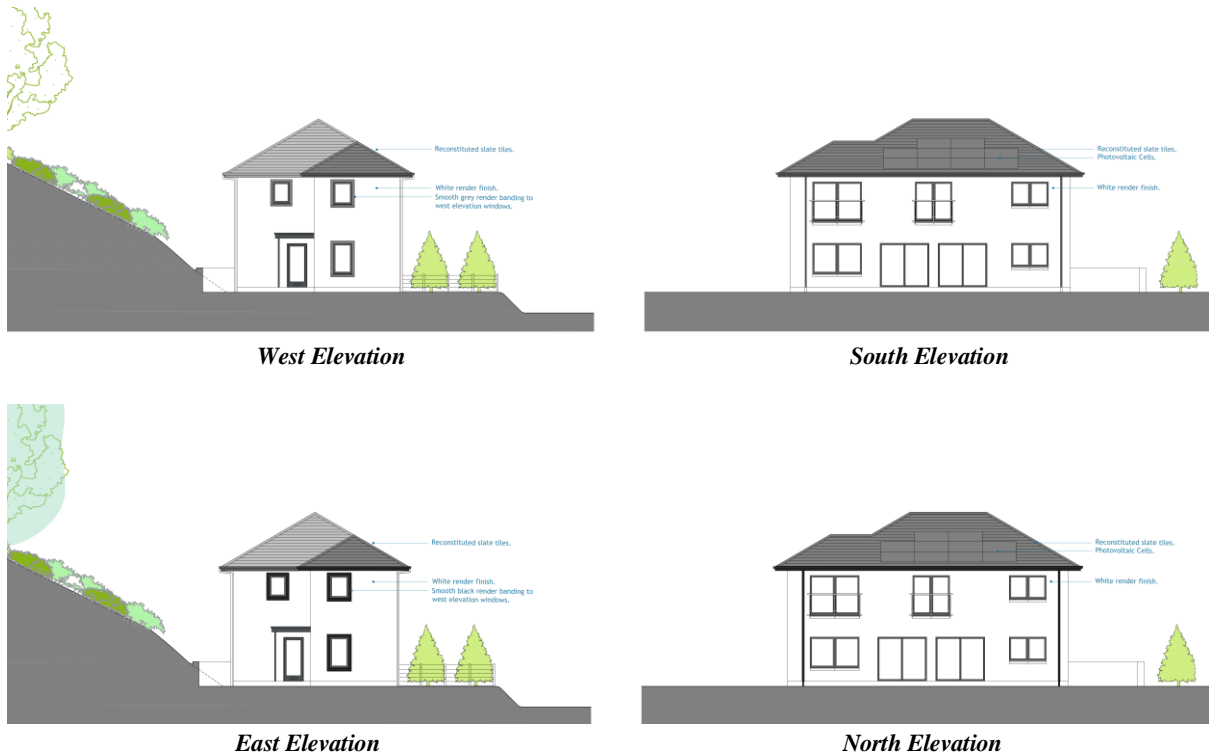 Reconstituted slate tiles.
White render finish.
Smooth grey render banding to
west elevation windows.
West Elevation
Reconstituted slate tiles.
Photovoltaic Cells.
White render finish.
South Elevation
Reconstituted slate tiles.
White render finish.
Smooth black render banding to
west elevation windows.
East Elevation
Reconstituted slate tiles.
Photovoltaic Cells.
White render finish.
North Elevation